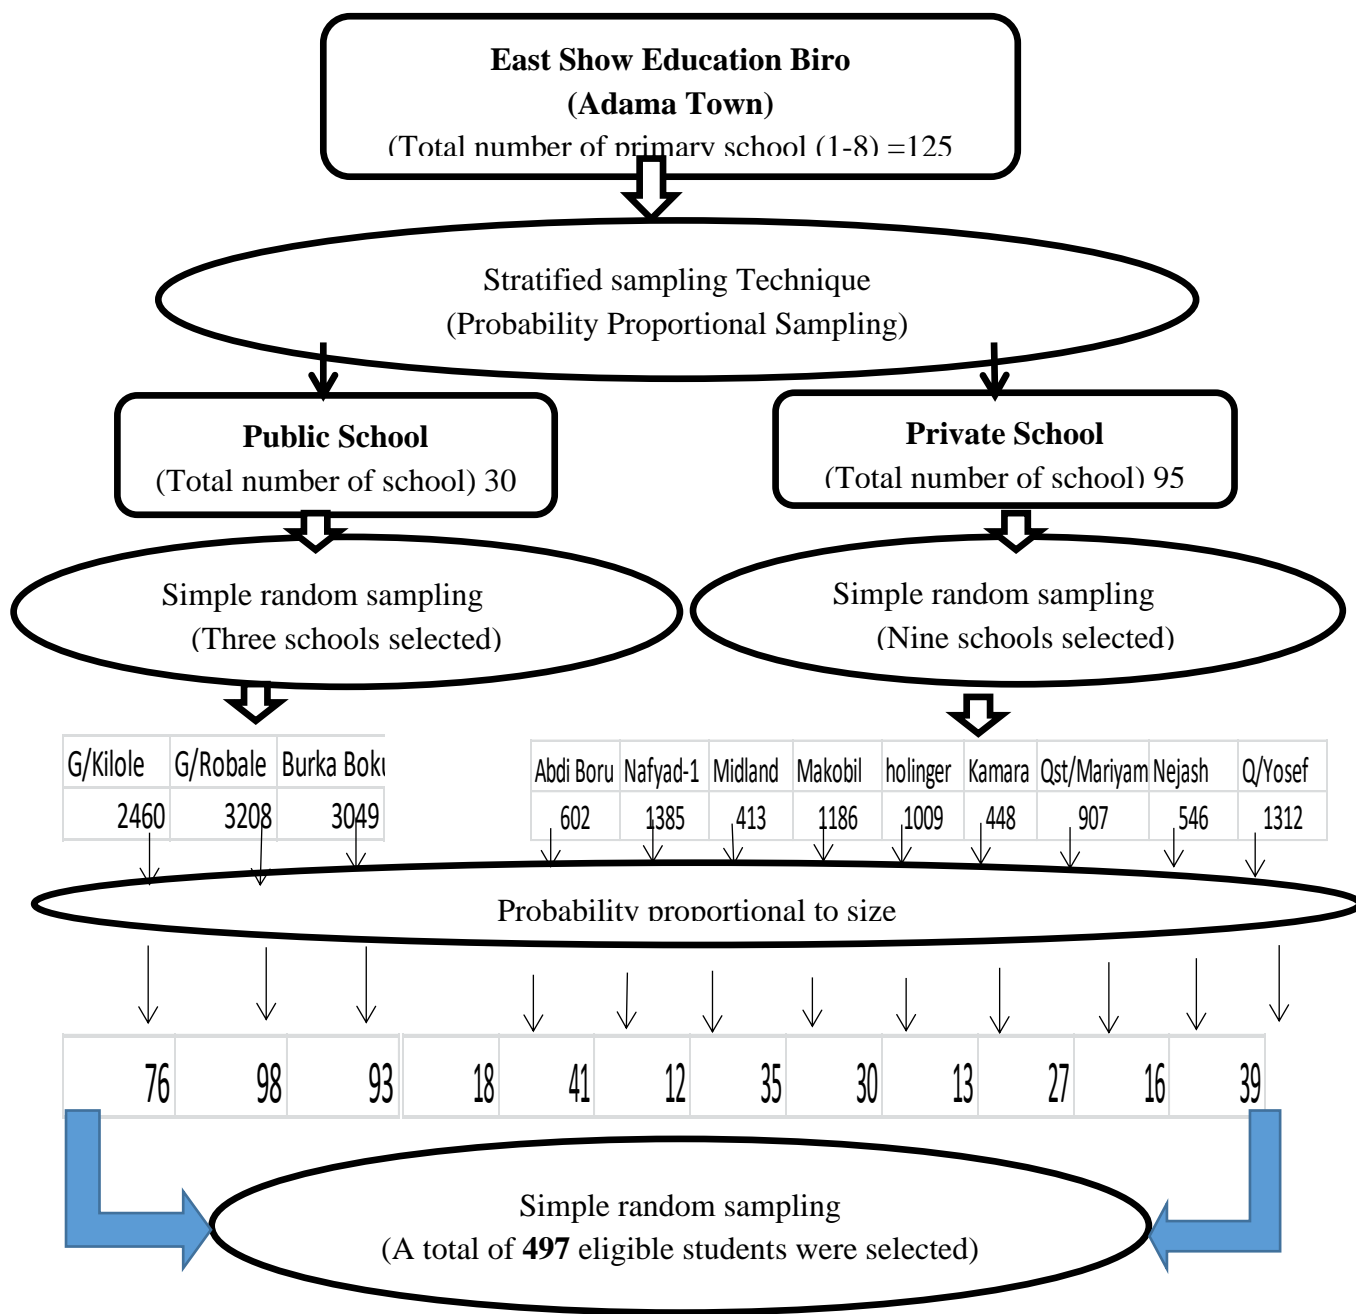 East Show Education Biro
(Adama Town)
(Total number of primary school (1-8) =125
Stratified sampling Technique
(Probability Proportional Sampling)
Public School
(Total number of school) 30
Private School
(Total number of school) 95
Simple random sampling
(Three schools selected)
Simple random sampling
(Nine schools selected)
G/Kilole G/Robale Burka Boku
2460 3208 3049
Abdi Boru Nafyad-1 Midland Makobil holinger Kamara Qst/Mariyam Nejash Q/Yosef
602 1385 413 1186 1009 448 907 546 1312
Probability proportional to size
76 98 93 18 41 12 35 30 13 27 16 39
Simple random sampling
(A total of 497 eligible students were selected)